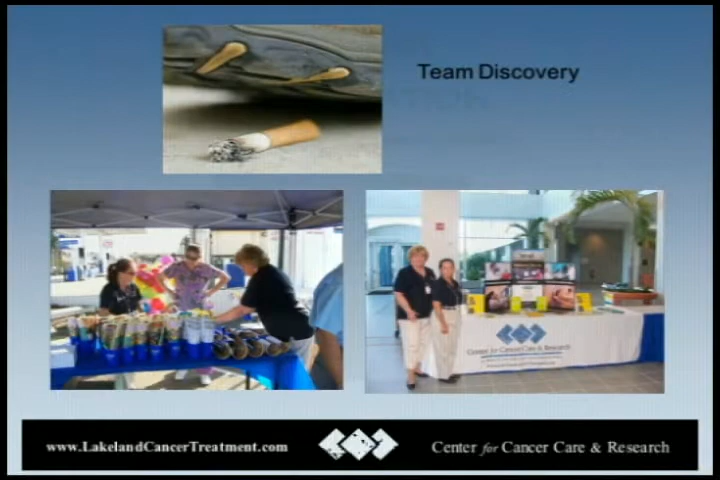 Team Discovery
Center for Cancer Care & Research
www.LakelandCancerTreatment.com
Center for Cancer Care & Research